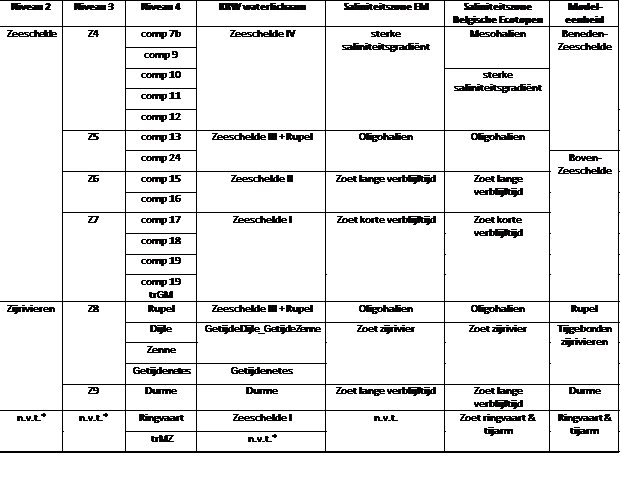 Niveau 2 Niveau 3 Niveau 4 KRW waterlichaam Saliniteitszone EM Saliniteitszone Belgische Ecotopen Model-eenheid
Zeeschelde Z4 comp 7b Zeeschelde IV sterke saliniteitsgradiënt Mesohalien Beneden-Zeeschelde
comp 9
comp 10 sterke saliniteitsgradiënt
comp 11
comp 12
Z5 comp 13 Zeeschelde III + Rupel Oligohalien Oligohalien
comp 24 Boven-Zeeschelde
Z6 comp 15 Zeeschelde II Zoet lange verblijftijd Zoet lange verblijftijd
comp 16
Z7 comp 17 Zeeschelde I Zoet korte verblijftijd Zoet korte verblijftijd
comp 18
comp 19
comp 19 trGM
Zijrivieren Z8 Rupel Zeeschelde III + Rupel Oligohalien Oligohalien Rupel
Dijle GetijdeDijle_GetijdeZenne Zoet zijrivier Zoet zijrivier Tijgebonden zijrivieren
Zenne
Getijdenetes Getijdenetes
Z9 Durme Durme Zoet lange verblijftijd Zoet lange verblijftijd Durme
n.v.t.* n.v.t.* Ringvaart Zeeschelde I n.v.t. Zoet ringvaart & tijarm Ringvaart & tijarm
trMZ n.v.t.*